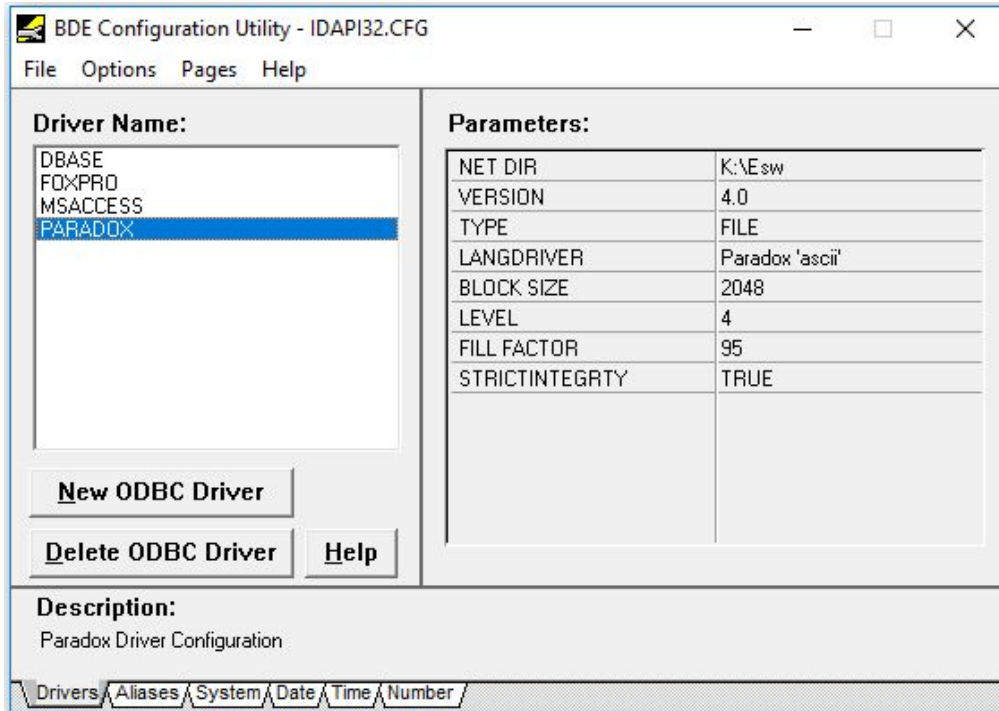 BDE Configuration Utility - IDAPI32.CFG
File Options Pages Help
Driver Name:
DBASE
FOXPRO
MSACCESS
PARADOX
New ODBC Driver
Delete ODBC Driver
Help
Parameters:
NET DIR K:\Esw
VERSION 4.0
TYPE FILE
LANGDRIVER Paradox 'ascii'
BLOCK SIZE 2048
LEVEL 4
FILL FACTOR 95
STRICTINTEGRTY TRUE
Description:
Paradox Driver Configuration
Drivers Aliases System Date Time Number